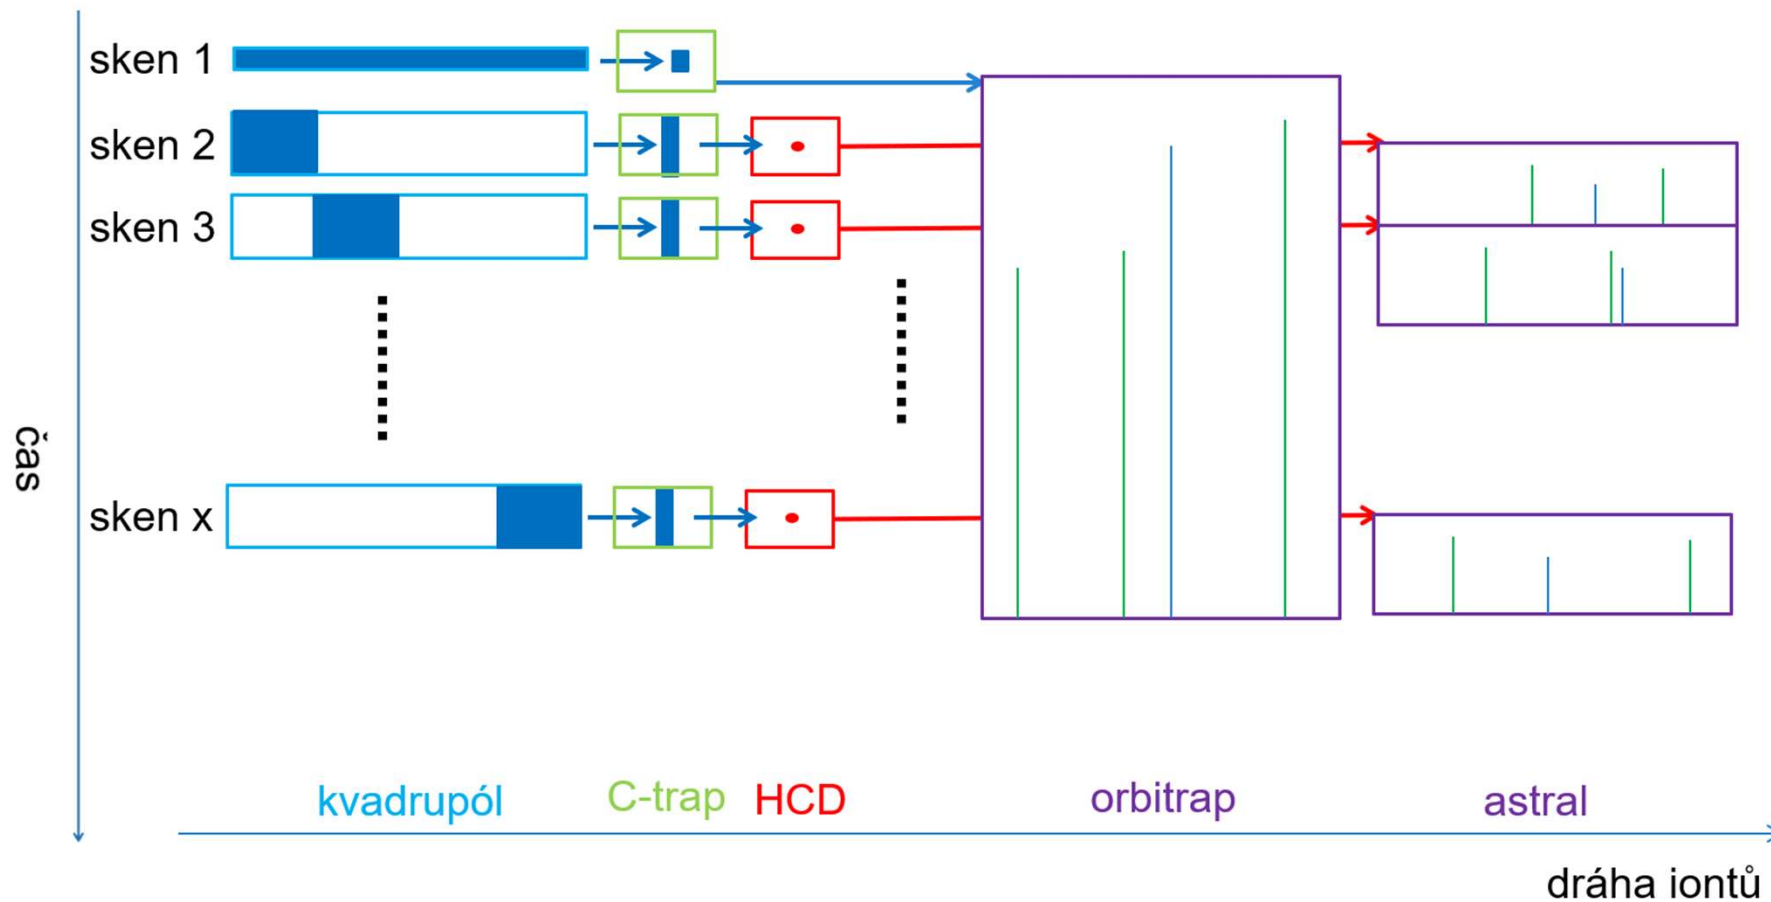 sken 1
sken 2
sken 3
sken x
čas
kvadrupól
C-trap
HCD
orbitrap
astral
dráha iontů